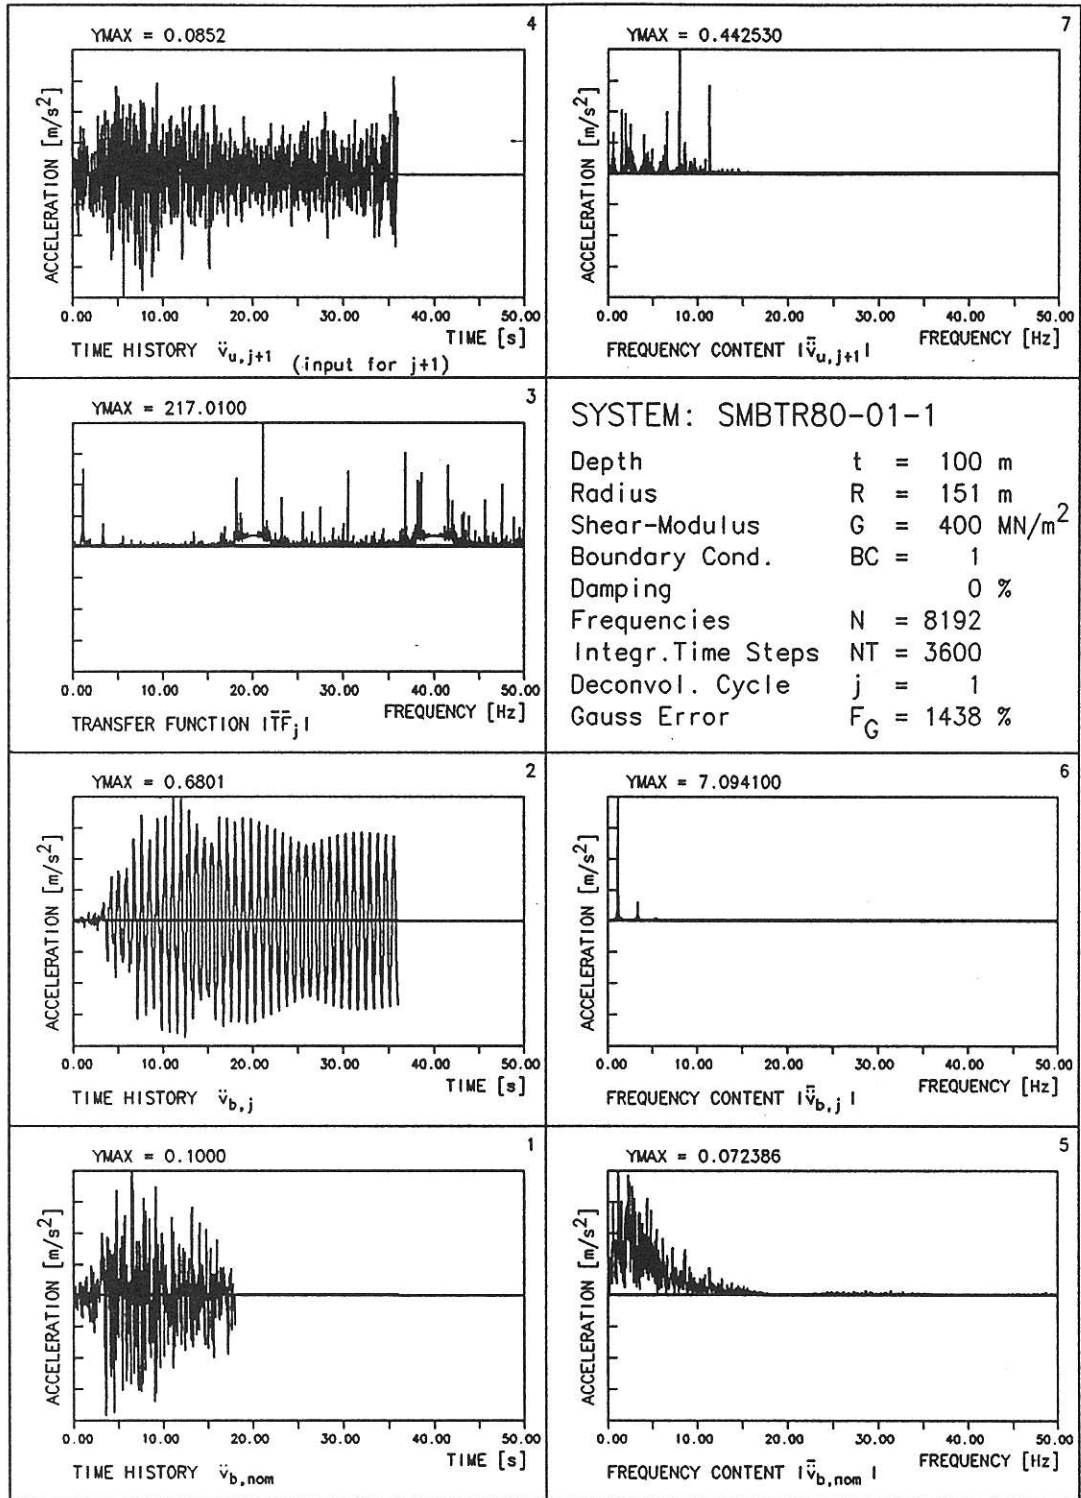 4
YMAX = 0.0852
ACCELERATION [m/s²]
0.00 10.00 20.00 30.00 40.00 50.00
TIME [s]
TIME HISTORY v̈u,j+1 (input for j+1)
7
YMAX = 0.442530
ACCELERATION [m/s²]
0.00 10.00 20.00 30.00 40.00 50.00
FREQUENCY [Hz]
FREQUENCY CONTENT |v̈̄u,j+1|
3
YMAX = 217.0100
0.00 10.00 20.00 30.00 40.00 50.00
FREQUENCY [Hz]
TRANSFER FUNCTION |T̄F̄j|
SYSTEM: SMBTR80-01-1
Depth t = 100 m
Radius R = 151 m
Shear-Modulus G = 400 MN/m²
Boundary Cond. BC = 1
Damping 0 %
Frequencies N = 8192
Integr.Time Steps NT = 3600
Deconvol. Cycle j = 1
Gauss Error FG = 1438 %
2
YMAX = 0.6801
ACCELERATION [m/s²]
0.00 10.00 20.00 30.00 40.00 50.00
TIME [s]
TIME HISTORY v̈b,j
6
YMAX = 7.094100
ACCELERATION [m/s²]
0.00 10.00 20.00 30.00 40.00 50.00
FREQUENCY [Hz]
FREQUENCY CONTENT |v̈̄b,j|
1
YMAX = 0.1000
ACCELERATION [m/s²]
0.00 10.00 20.00 30.00 40.00 50.00
TIME [s]
TIME HISTORY v̈b,nom
5
YMAX = 0.072386
ACCELERATION [m/s²]
0.00 10.00 20.00 30.00 40.00 50.00
FREQUENCY [Hz]
FREQUENCY CONTENT |v̈̄b,nom|